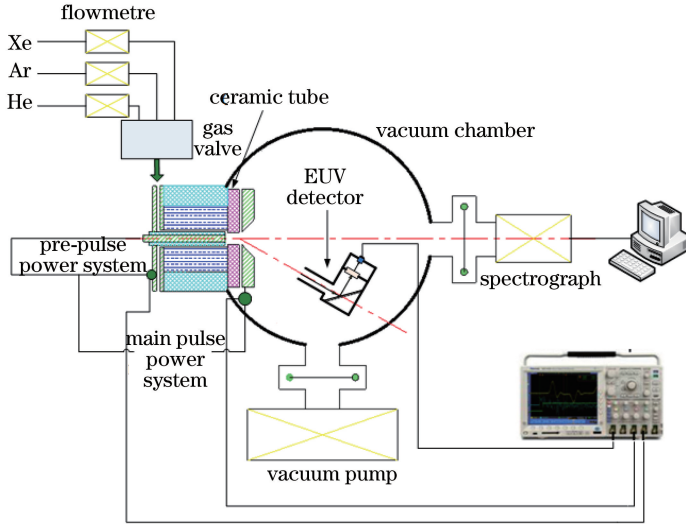 flowmetre
Xe
Ar
He
gas
valve
ceramic tube
vacuum chamber
EUV
detector
pre-pulse
power system
spectrograph
main pulse
power
system
vacuum pump